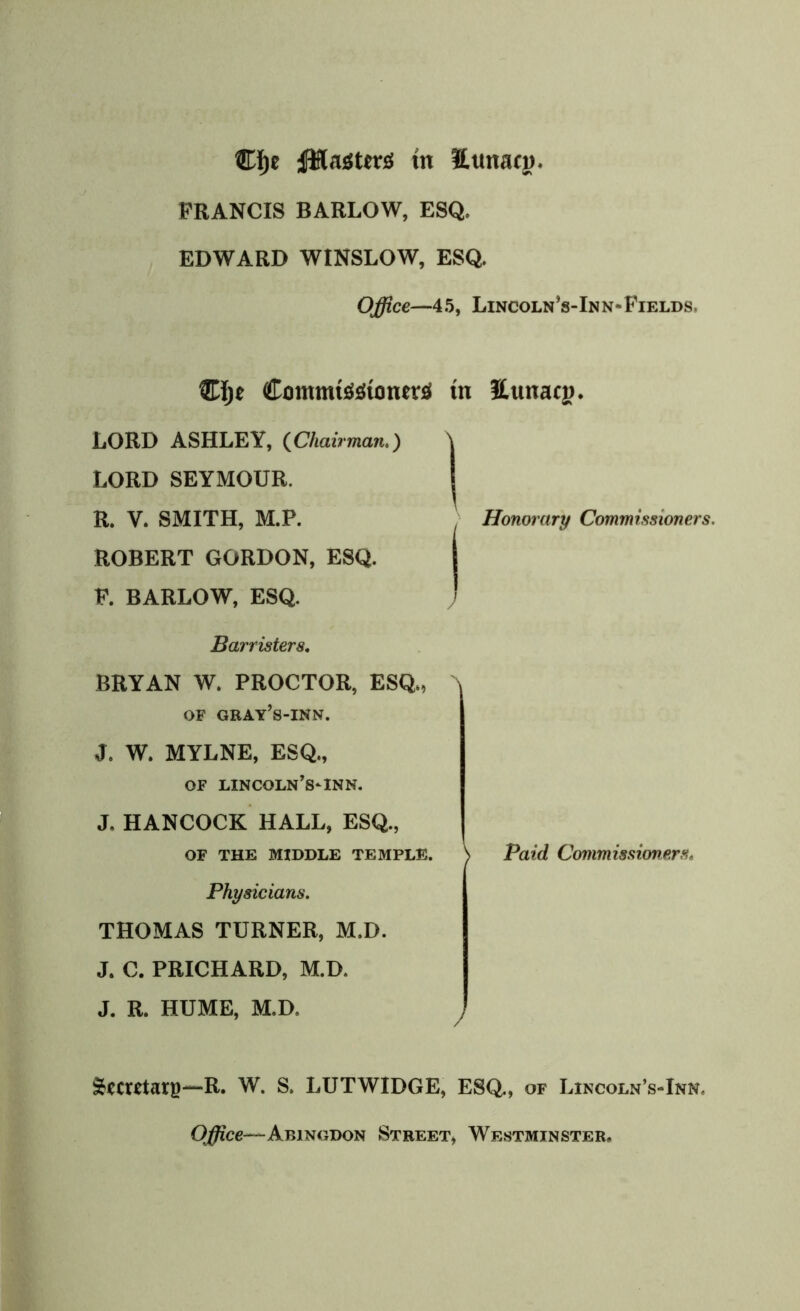 The Masters in Lunacy.
FRANCIS BARLOW, ESQ.
EDWARD WINSLOW, ESQ.
Office—45, Lincoln's-Inn-Fields.
The Commissioners in Lunacy.
LORD ASHLEY, (Chairman.)
LORD SEYMOUR.
R. V. SMITH, M.P.
Honorary Commissioners.
ROBERT GORDON, ESQ.
F. BARLOW, ESQ.
Barristers.
BRYAN W. PROCTOR, ESQ.,
OF GRAY'S-INN.
J. W. MYLNE, ESQ.,
OF LINCOLN'S-INN.
J. HANCOCK HALL, ESQ.,
OF THE MIDDLE TEMPLE.
Paid Commissioners.
Physicians.
THOMAS TURNER, M.D.
J. C. PRICHARD, M.D.
J. R. HUME, M.D.
Secretary—R. W. S. LUTWIDGE, ESQ., of Lincoln's-Inn.
Office—Abingdon Street, Westminster.